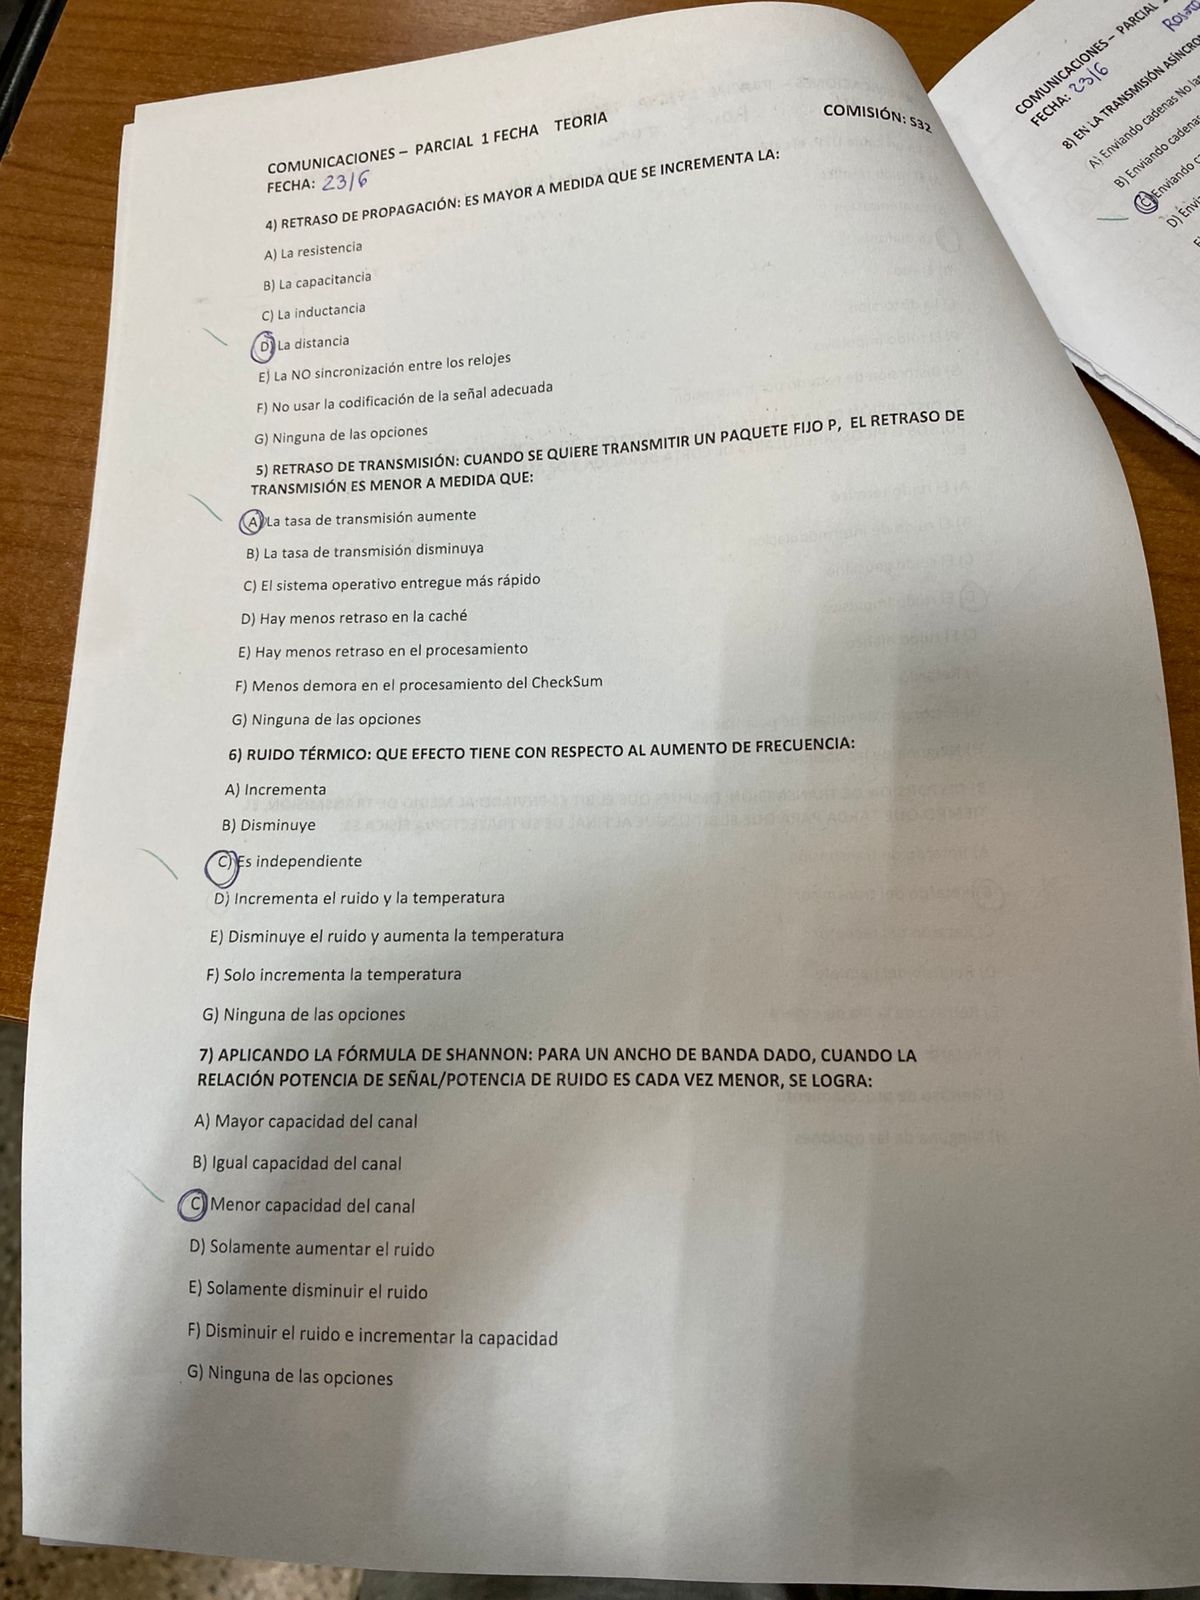 COMUNICACIONES – PARCIAL 1 FECHA TEORIA
COMISIÓN: S32
FECHA: 23/6
4) RETRASO DE PROPAGACIÓN: ES MAYOR A MEDIDA QUE SE INCREMENTA LA:
A) La resistencia
B) La capacitancia
C) La inductancia
D) La distancia
E) La NO sincronización entre los relojes
F) No usar la codificación de la señal adecuada
G) Ninguna de las opciones
5) RETRASO DE TRANSMISIÓN: CUANDO SE QUIERE TRANSMITIR UN PAQUETE FIJO P, EL RETRASO DE
TRANSMISIÓN ES MENOR A MEDIDA QUE:
A) La tasa de transmisión aumente
B) La tasa de transmisión disminuya
C) El sistema operativo entregue más rápido
D) Hay menos retraso en la caché
E) Hay menos retraso en el procesamiento
F) Menos demora en el procesamiento del CheckSum
G) Ninguna de las opciones
6) RUIDO TÉRMICO: QUE EFECTO TIENE CON RESPECTO AL AUMENTO DE FRECUENCIA:
A) Incrementa
B) Disminuye
C) Es independiente
D) Incrementa el ruido y la temperatura
E) Disminuye el ruido y aumenta la temperatura
F) Solo incrementa la temperatura
G) Ninguna de las opciones
7) APLICANDO LA FÓRMULA DE SHANNON: PARA UN ANCHO DE BANDA DADO, CUANDO LA
RELACIÓN POTENCIA DE SEÑAL/POTENCIA DE RUIDO ES CADA VEZ MENOR, SE LOGRA:
A) Mayor capacidad del canal
B) Igual capacidad del canal
C) Menor capacidad del canal
D) Solamente aumentar el ruido
E) Solamente disminuir el ruido
F) Disminuir el ruido e incrementar la capacidad
G) Ninguna de las opciones
COMUNICACIONES – PARCIAL
FECHA: 23/6
8) EN LA TRANSMISIÓN
A) Enviando cadenas No
B) Enviando cadenas
C) Enviando
D)